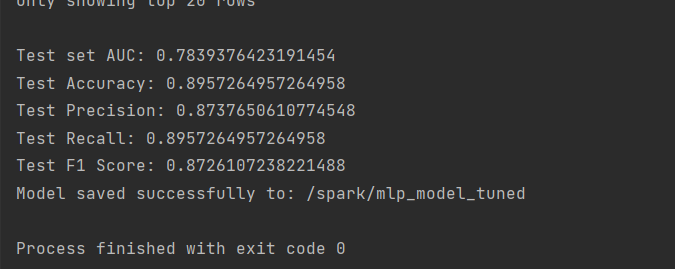 only showing top 20 rows
Test set AUC: 0.7839376423191454
Test Accuracy: 0.8957264957264958
Test Precision: 0.8737650610774548
Test Recall: 0.8957264957264958
Test F1 Score: 0.8726107238221488
Model saved successfully to: /spark/mlp_model_tuned
Process finished with exit code 0